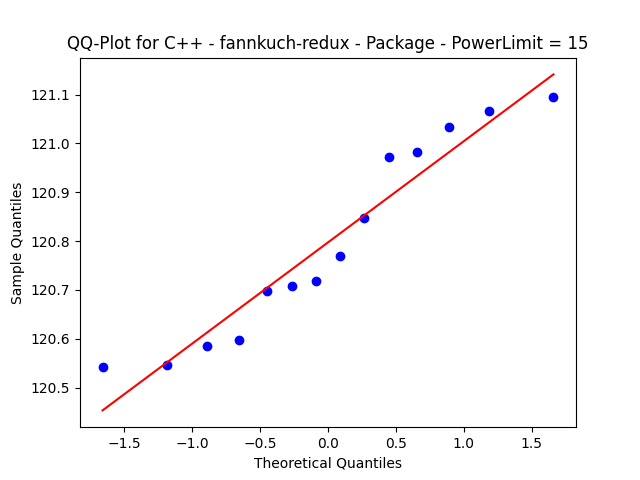 QQ-Plot for C++ - fannkuch-redux - Package - PowerLimit = 15
121.1
121.0
120.9
120.8
120.7
120.6
120.5
Sample Quantiles
−1.5 −1.0 −0.5 0.0 0.5 1.0 1.5
Theoretical Quantiles